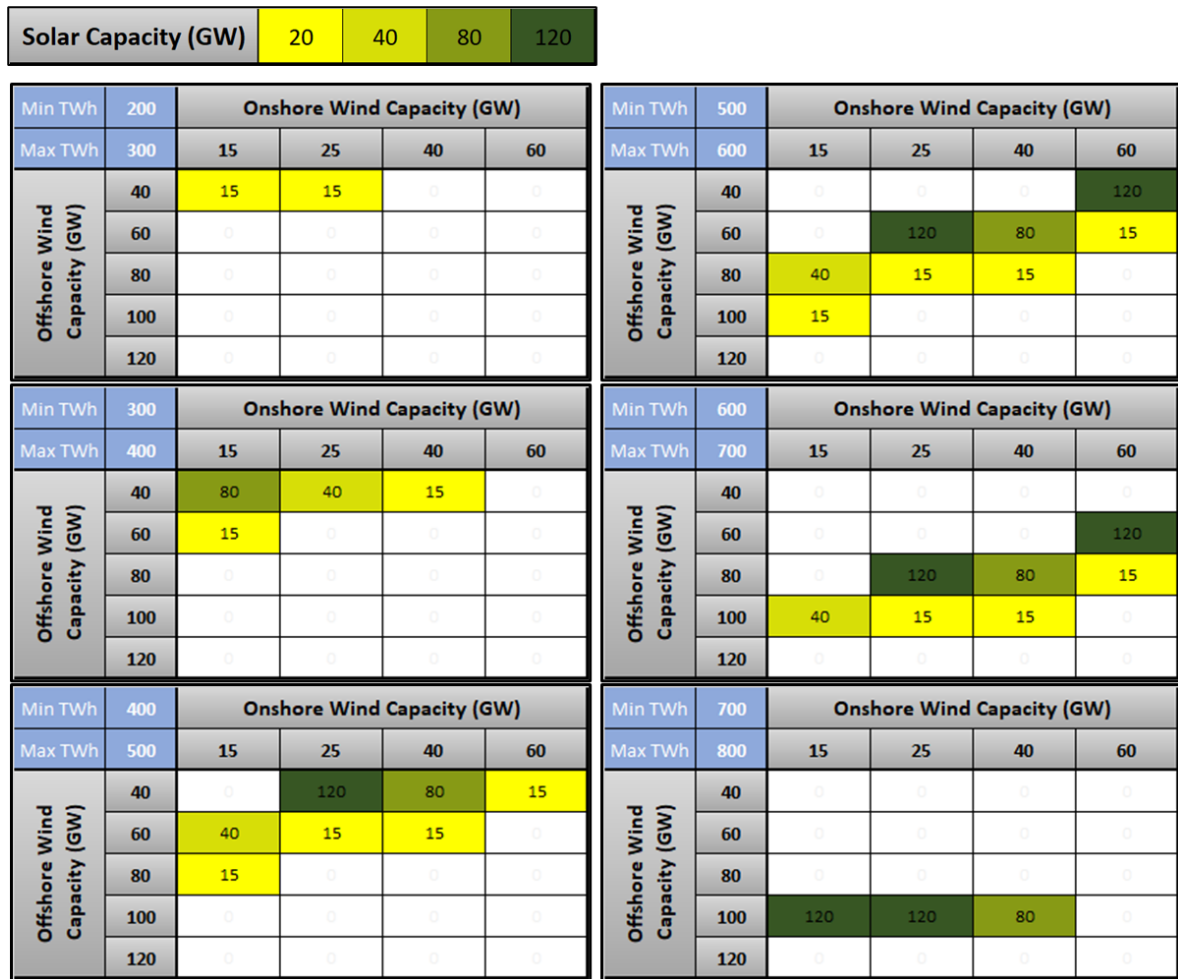 Solar Capacity (GW) 20 40 80 120
Min TWh 200 Onshore Wind Capacity (GW)
Max TWh 300 15 25 40 60
Offshore Wind
Capacity (GW)
40 15 15 0 0
60 0 0 0 0
80 0 0 0 0
100 0 0 0 0
120 0 0 0 0
Min TWh 300 Onshore Wind Capacity (GW)
Max TWh 400 15 25 40 60
Offshore Wind
Capacity (GW)
40 80 40 15 0
60 15 0 0 0
80 0 0 0 0
100 0 0 0 0
120 0 0 0 0
Min TWh 400 Onshore Wind Capacity (GW)
Max TWh 500 15 25 40 60
Offshore Wind
Capacity (GW)
40 0 120 80 15
60 40 15 15 0
80 15 0 0 0
100 0 0 0 0
120 0 0 0 0
Min TWh 500 Onshore Wind Capacity (GW)
Max TWh 600 15 25 40 60
Offshore Wind
Capacity (GW)
40 0 0 0 120
60 0 120 80 15
80 40 15 15 0
100 15 0 0 0
120 0 0 0 0
Min TWh 600 Onshore Wind Capacity (GW)
Max TWh 700 15 25 40 60
Offshore Wind
Capacity (GW)
40 0 0 0 0
60 0 0 0 120
80 0 120 80 15
100 40 15 15 0
120 0 0 0 0
Min TWh 700 Onshore Wind Capacity (GW)
Max TWh 800 15 25 40 60
Offshore Wind
Capacity (GW)
40 0 0 0 0
60 0 0 0 0
80 0 0 0 0
100 120 120 80 0
120 0 0 0 0